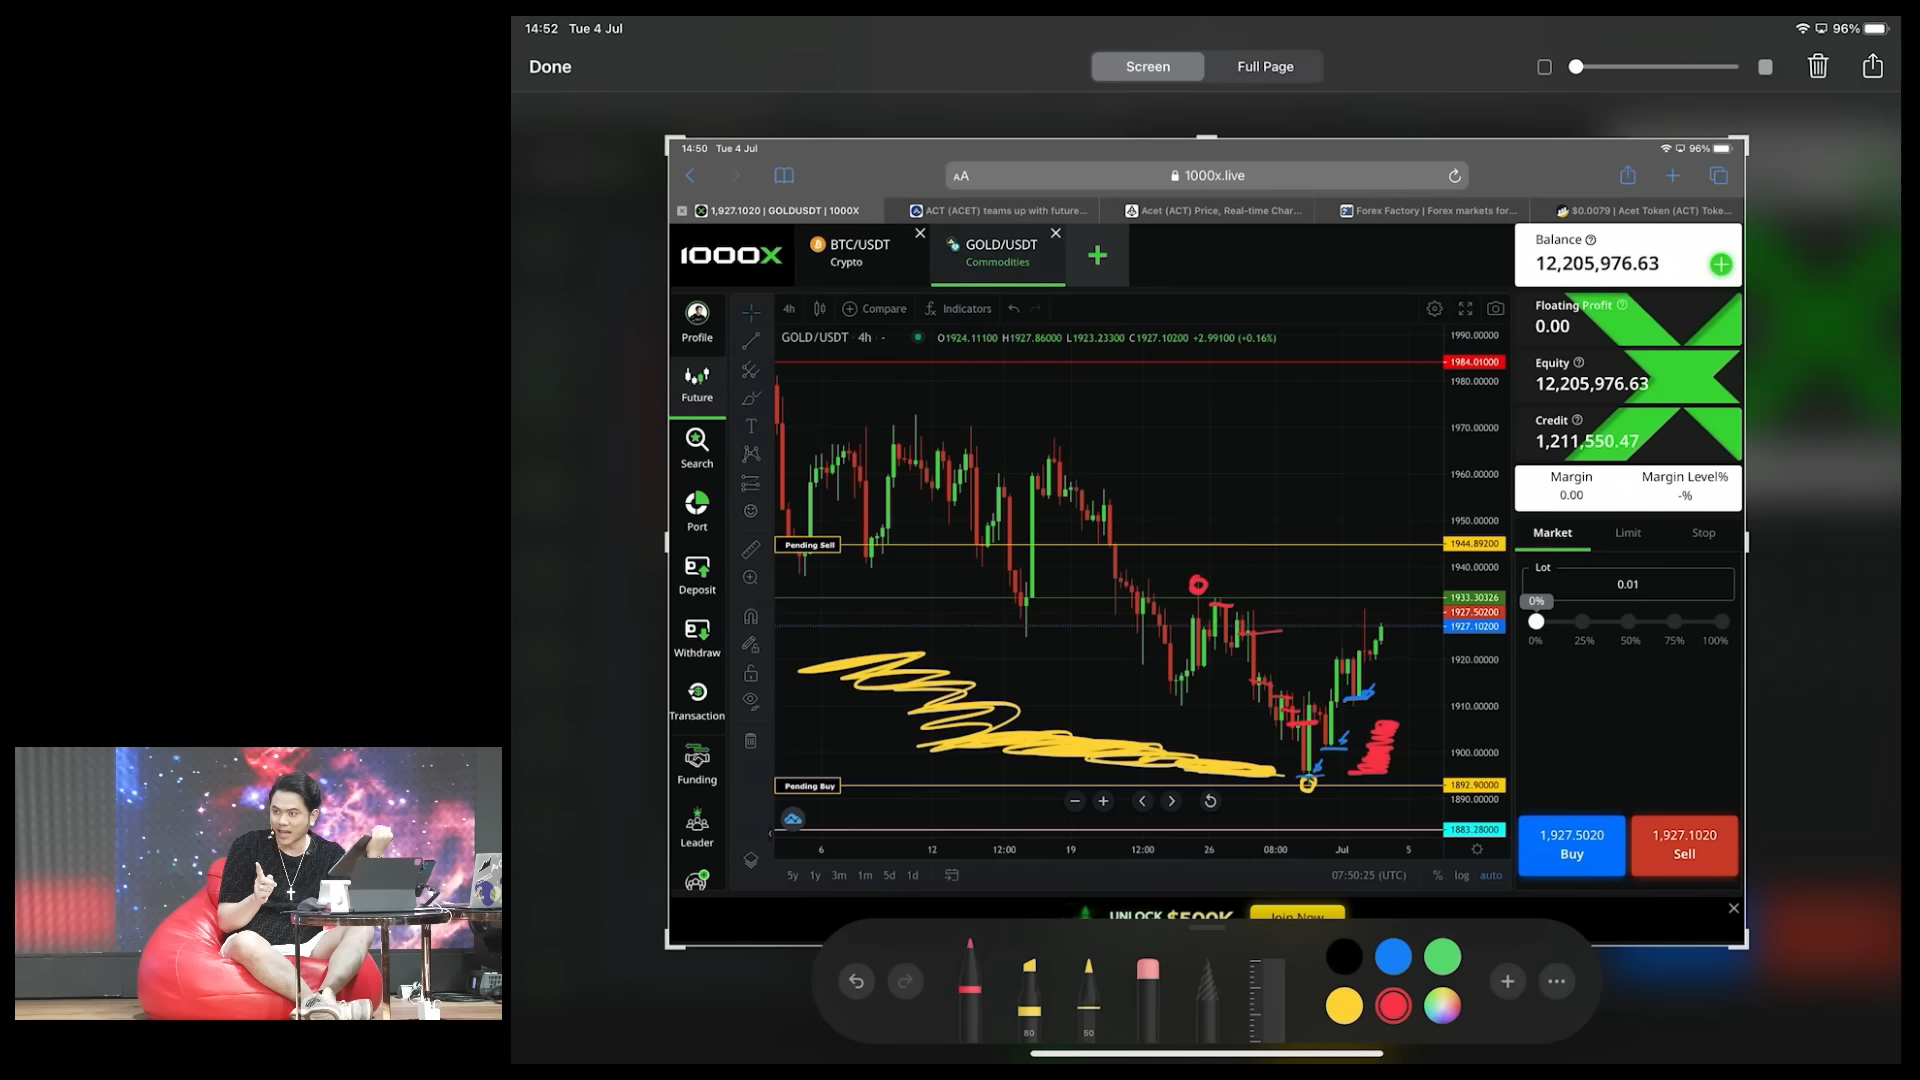 14:52 Tue 4 Jul
96%
Done
Screen
Full Page
14:50 Tue 4 Jul
96%
AA
1000x.live
1,927.1020 | GOLDUSDT | 1000X
ACT (ACET) teams up with future...
Acet (ACT) Price, Real-time Char...
Forex Factory | Forex markets for...
$0.0079 | Acet Token (ACT) Toke...
1000X
BTC/USDT
Crypto
GOLD/USDT
Commodities
Balance
12,205,976.63
Floating Profit
0.00
Equity
12,205,976.63
Credit
1,211,550.47
Margin
0.00
Margin Level%
-%
Market
Limit
Stop
Lot
0.01
0%
0% 25% 50% 75% 100%
1,927.5020
Buy
1,927.1020
Sell
Profile
Future
Search
Port
Deposit
Withdraw
Transaction
Funding
Leader
4h
Compare
Indicators
GOLD/USDT · 4h · -
O1924.11100 H1927.86000 L1923.23300 C1927.10200 +2.99100 (+0.16%)
1990.00000
1984.01000
1980.00000
1970.00000
1960.00000
1950.00000
Pending Sell
1944.89200
1940.00000
1933.30326
1927.50200
1927.10200
1920.00000
1910.00000
1900.00000
Pending Buy
1892.90000
1890.00000
1883.28000
6 12 12:00 19 12:00 26 08:00 Jul 5
5y 1y 3m 1m 5d 1d
07:50:25 (UTC)
% log auto
UNLOCK $500K
Join Now
80
50